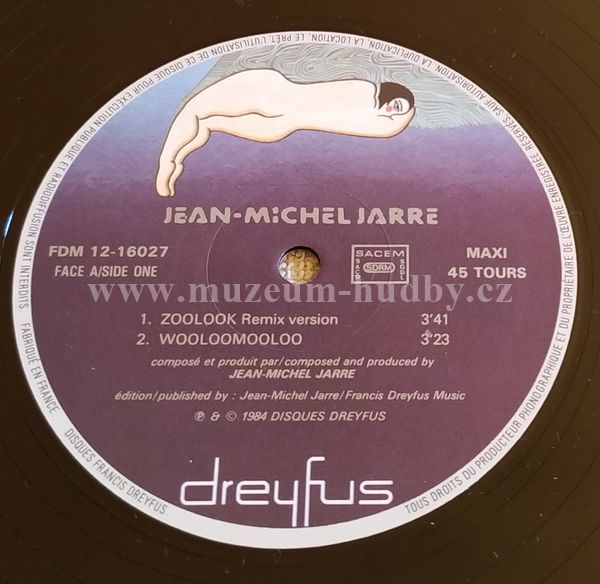 JEAN-MICHEL JARRE
FDM 12-16027
FACE A/SIDE ONE
SACEM
SACD
SDRM
SGDL
MAXI
45 TOURS
www.muzeum-hudby.cz
1. ZOOLOOK Remix version 3'41
2. WOOLOOMOOLOO 3'23
composé et produit par/composed and produced by
JEAN-MICHEL JARRE
édition/published by : Jean-Michel Jarre/Francis Dreyfus Music
℗ & © 1984 DISQUES DREYFUS
dreyfus
DISQUES FRANCIS DREYFUS
FABRIQUÉ EN FRANCE
TOUS DROITS DU PRODUCTEUR PHONOGRAPHIQUE ET DU PROPRIÉTAIRE DE L'ŒUVRE ENREGISTRÉE RÉSERVÉS. SAUF AUTORISATION, LA DUPLICATION, LA LOCATION, LE PRÊT, L'UTILISATION DE CE DISQUE POUR EXÉCUTION PUBLIQUE ET RADIODIFFUSION SONT INTERDITS